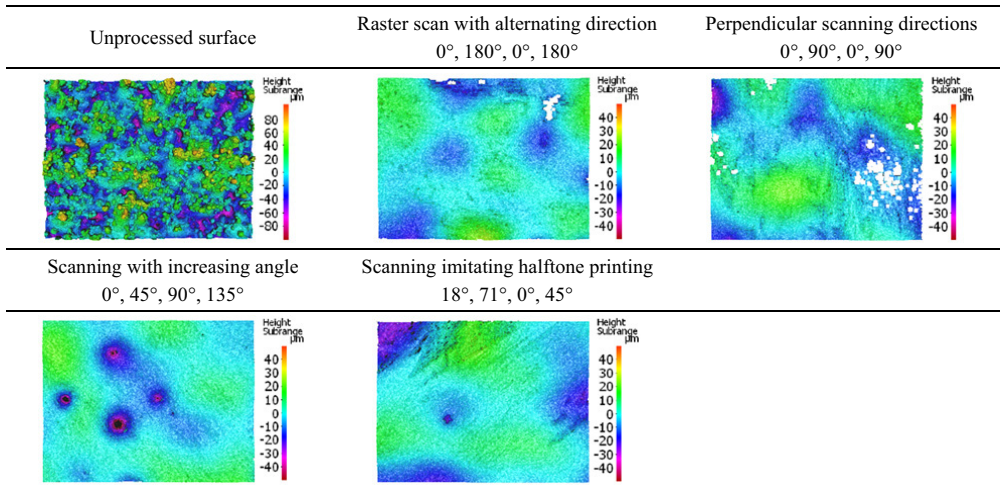 Unprocessed surface
Raster scan with alternating direction
0°, 180°, 0°, 180°
Perpendicular scanning directions
0°, 90°, 0°, 90°
Height
Subrange
µm
80
60
40
20
0
-20
-40
-60
-80
Height
Subrange
µm
40
30
20
10
0
-10
-20
-30
-40
Height
Subrange
µm
40
30
20
10
0
-10
-20
-30
-40
Scanning with increasing angle
0°, 45°, 90°, 135°
Scanning imitating halftone printing
18°, 71°, 0°, 45°
Height
Subrange
µm
40
30
20
10
0
-10
-20
-30
-40
Height
Subrange
µm
40
30
20
10
0
-10
-20
-30
-40